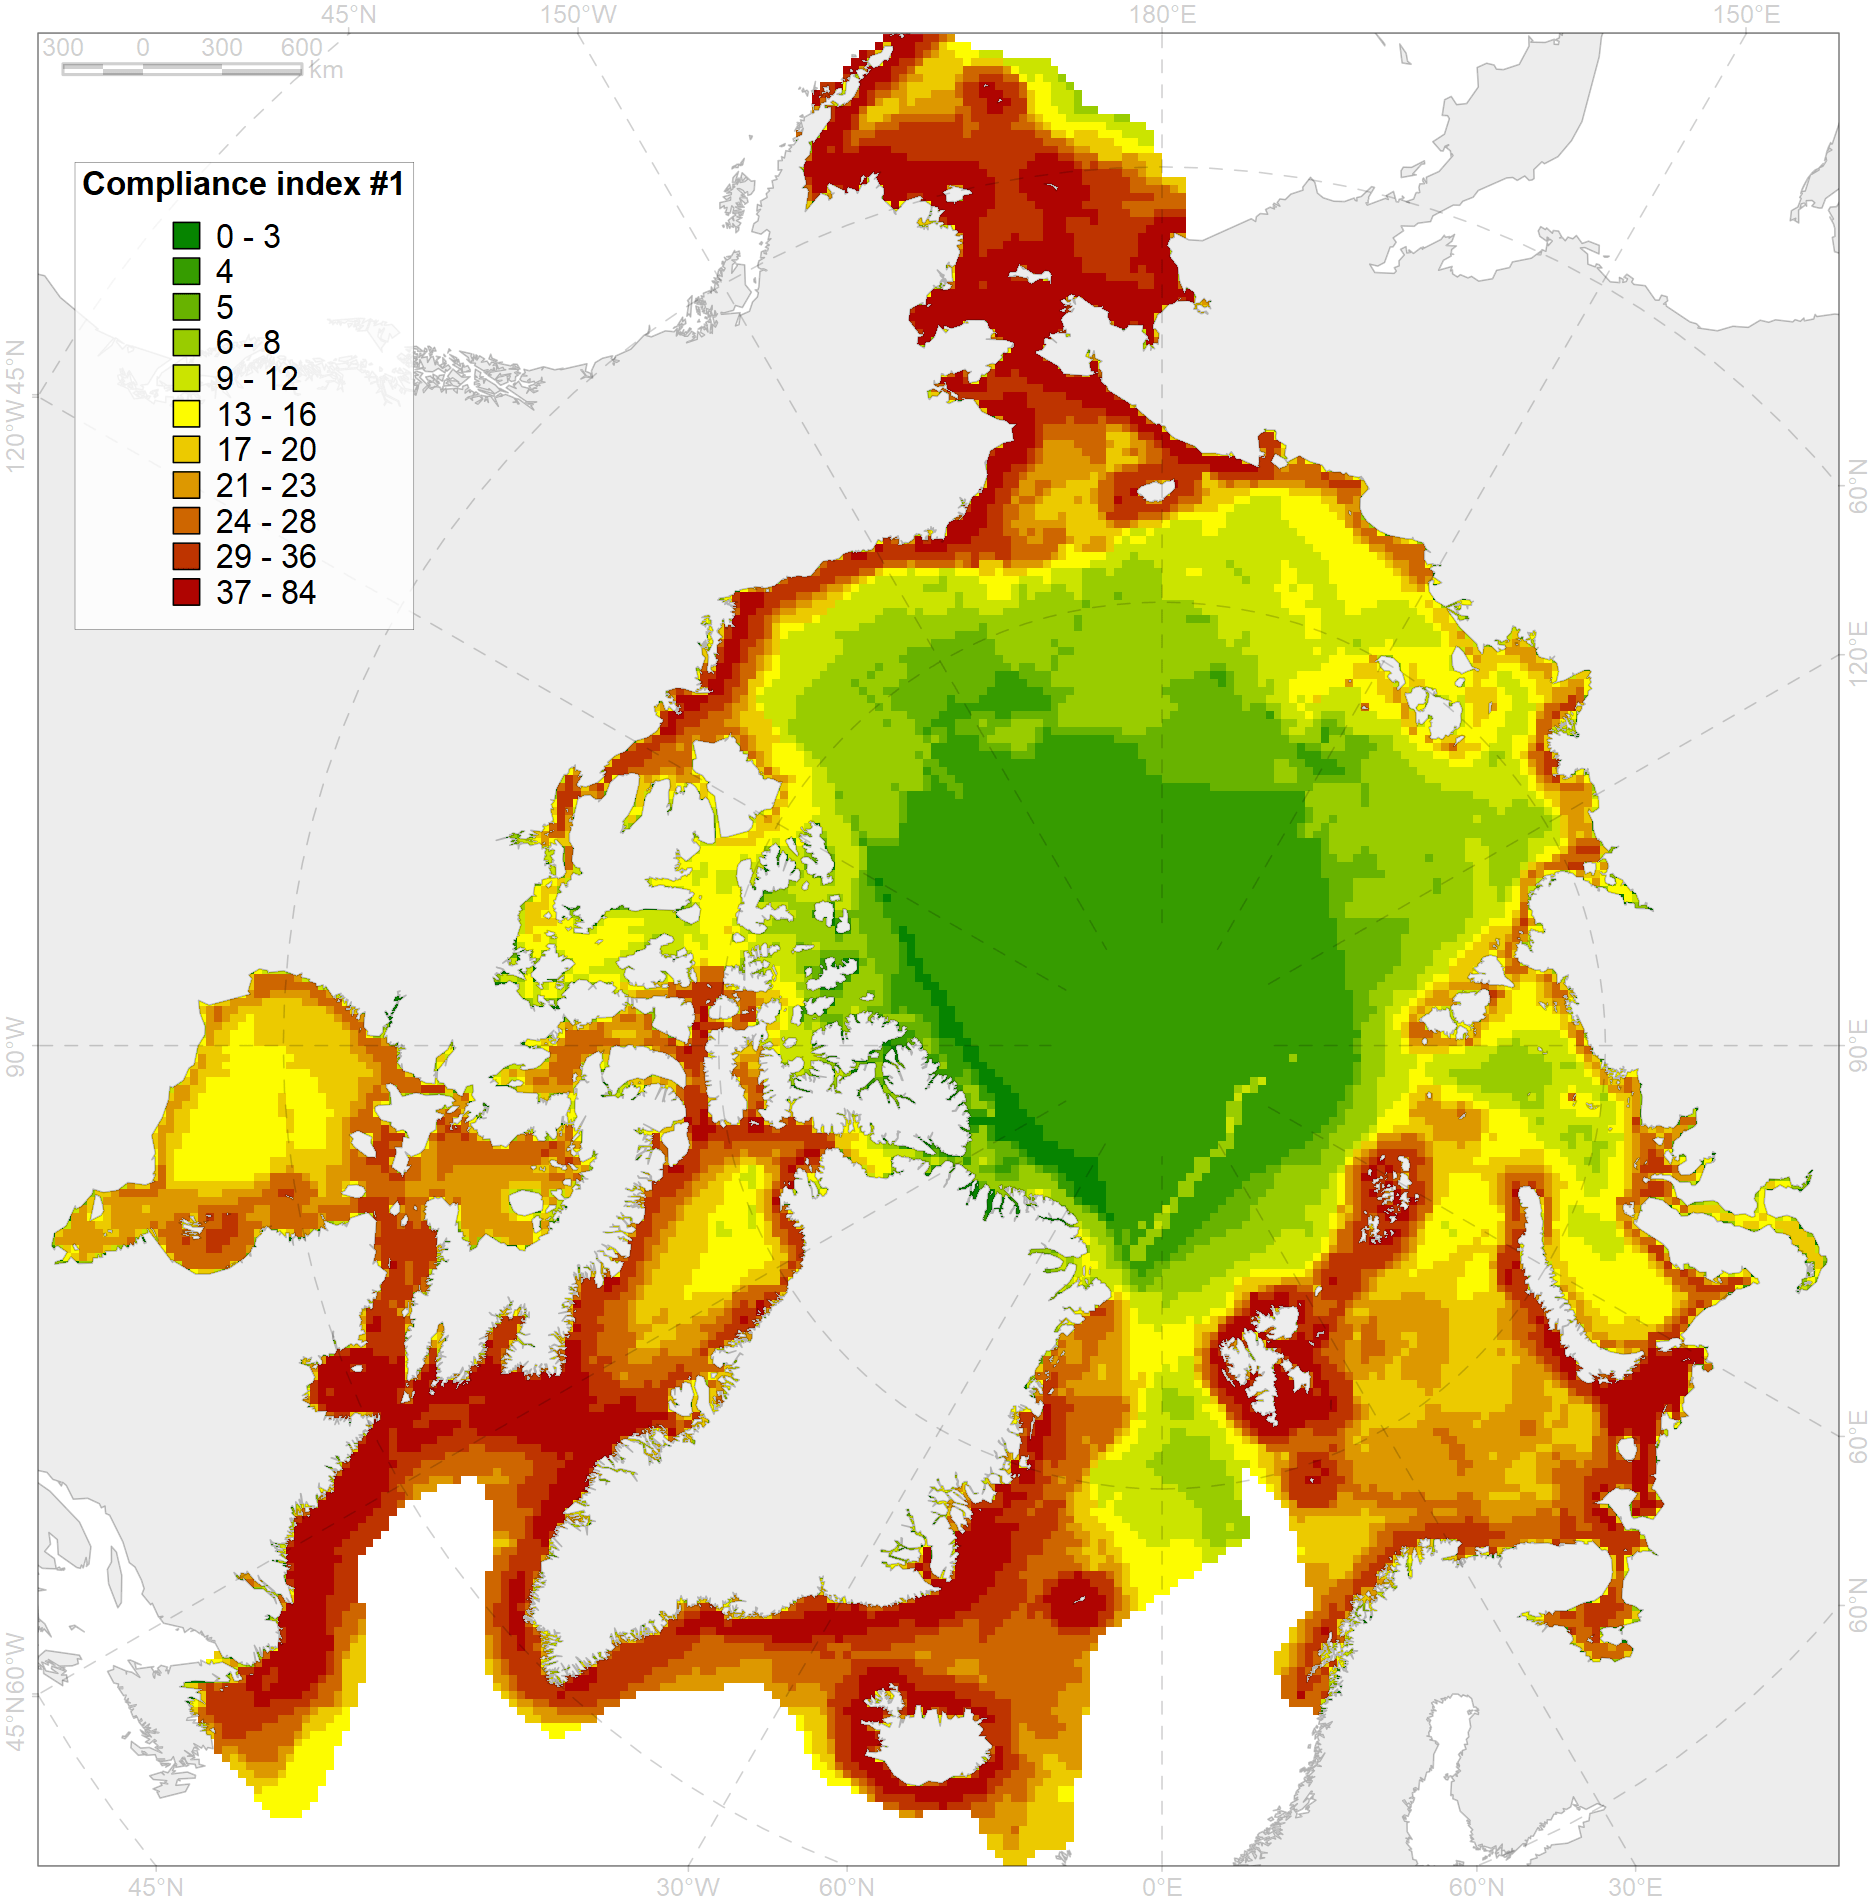 45°N 150°W 180°E 150°E
300 0 300 600
km
Compliance index #1
0 - 3
4
5
6 - 8
9 - 12
13 - 16
17 - 20
21 - 23
24 - 28
29 - 36
37 - 84
45°N
120°W
90°W
60°W
45°N
60°N
120°E
90°E
60°E
60°N
45°N 30°W 60°N 0°E 60°N 30°E